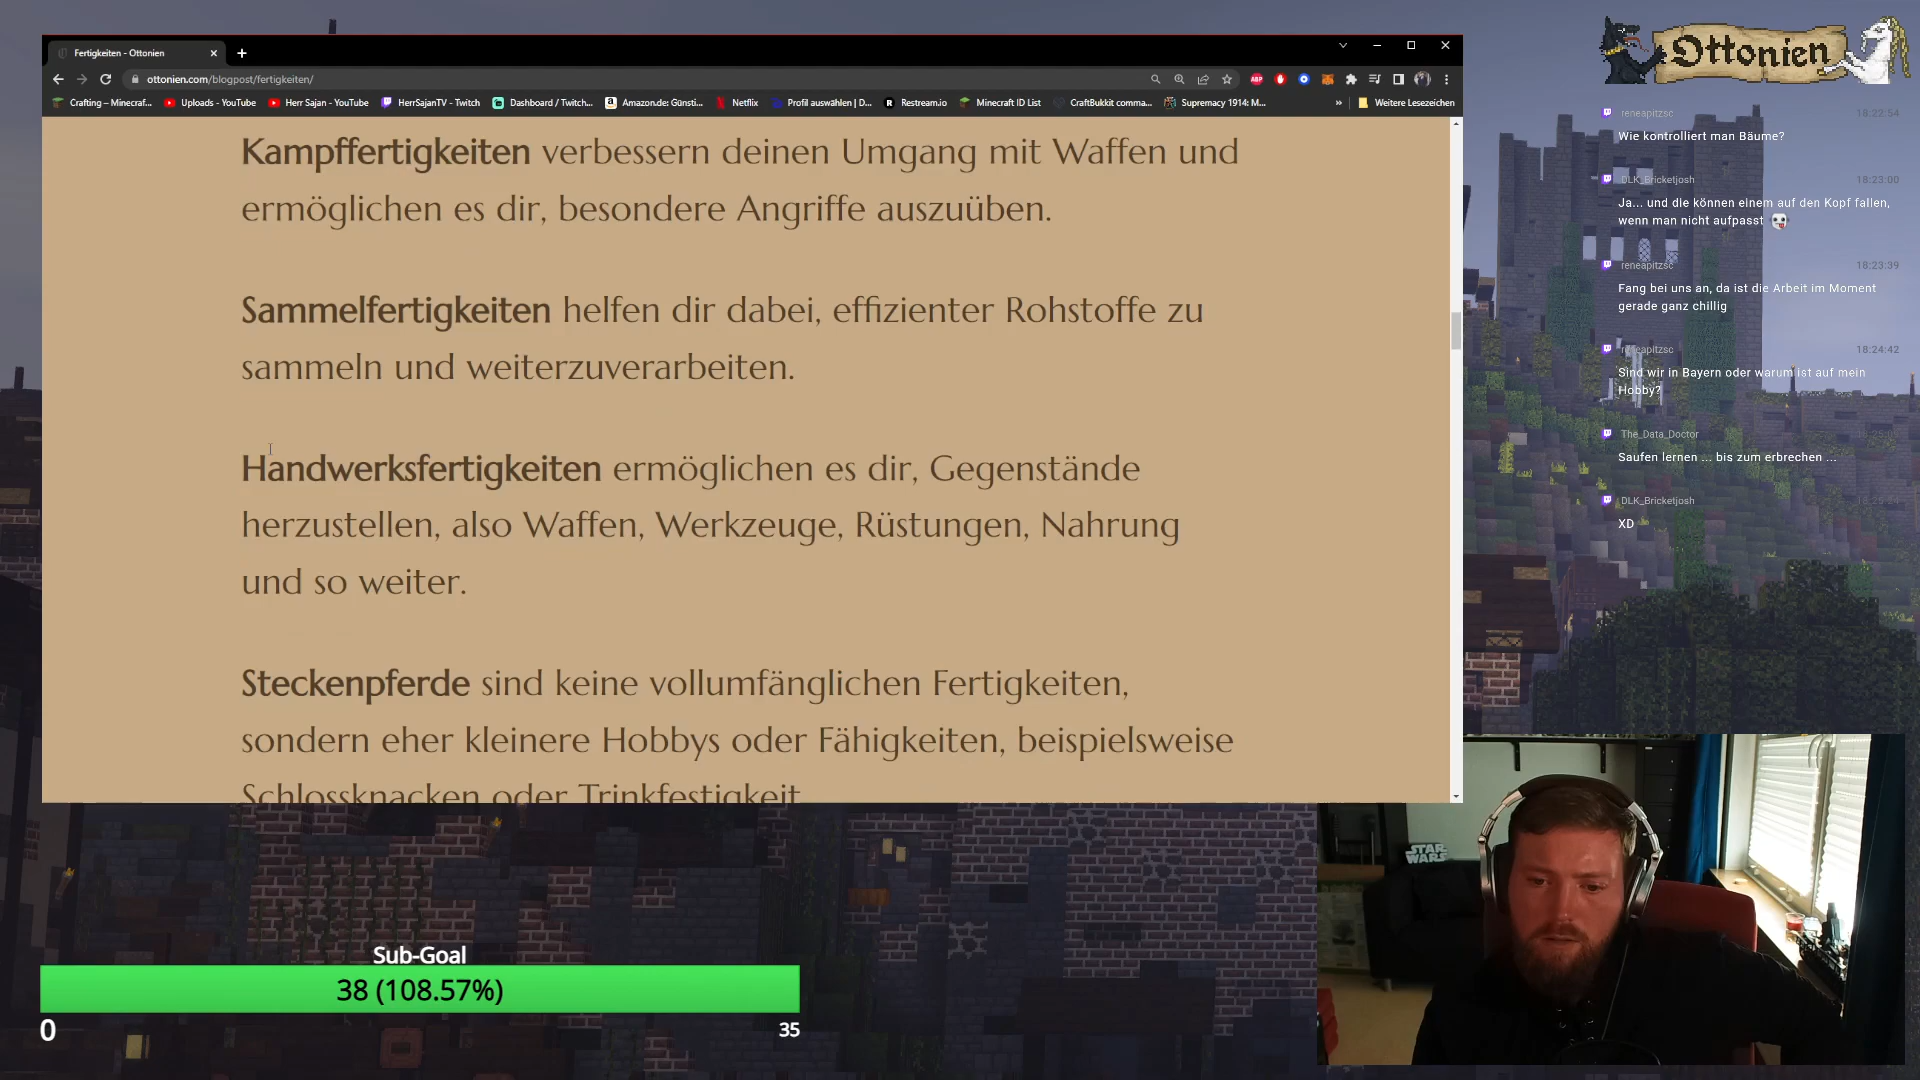 Fertigkeiten - Ottonien
ottonien.com/blogpost/fertigkeiten/
Crafting – Minecraf...
Uploads - YouTube
Herr Sajan - YouTube
HerrSajanTV - Twitch
Dashboard / Twitch...
Amazon.de: Günsti...
Netflix
Profil auswählen | D...
Restream.io
Minecraft ID List
CraftBukkit comma...
Supremacy 1914: M...
»
Weitere Lesezeichen
Kampffertigkeiten verbessern deinen Umgang mit Waffen und
ermöglichen es dir, besondere Angriffe auszuüben.
Sammelfertigkeiten helfen dir dabei, effizienter Rohstoffe zu
sammeln und weiterzuverarbeiten.
Handwerksfertigkeiten ermöglichen es dir, Gegenstände
herzustellen, also Waffen, Werkzeuge, Rüstungen, Nahrung
und so weiter.
Steckenpferde sind keine vollumfänglichen Fertigkeiten,
sondern eher kleinere Hobbys oder Fähigkeiten, beispielsweise
Schlossknacken oder Trinkfestigkeit
Ottonien
reneapitzsc 18:22:54
Wie kontrolliert man Bäume?
DLK_Bricketjosh 18:23:00
Ja... und die können einem auf den Kopf fallen,
wenn man nicht aufpasst
reneapitzsc 18:23:39
Fang bei uns an, da ist die Arbeit im Moment
gerade ganz chillig
reneapitzsc 18:24:42
Sind wir in Bayern oder warum ist auf mein
Hobby?
The_Data_Doctor
Saufen lernen ... bis zum erbrechen ...
DLK_Bricketjosh
XD
STAR
WARS
Sub-Goal
38 (108.57%)
0
35